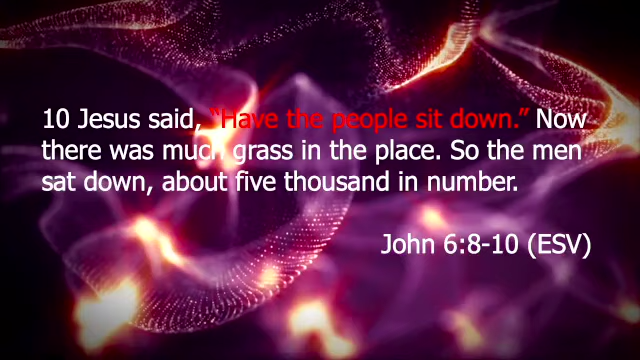 10 Jesus said, “Have the people sit down.” Now
there was much grass in the place. So the men
sat down, about five thousand in number.
John 6:8-10 (ESV)